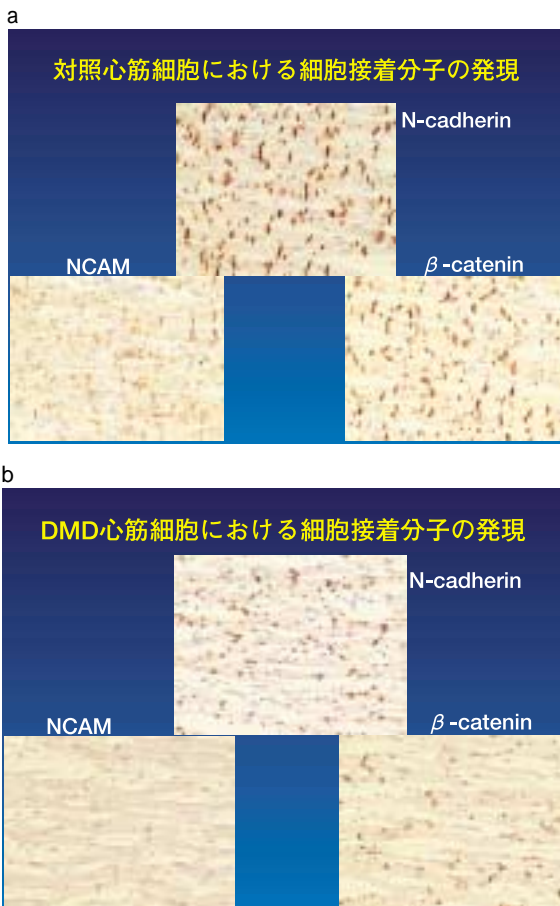 a
対照心筋細胞における細胞接着分子の発現
N-cadherin
NCAM
β-catenin
b
DMD心筋細胞における細胞接着分子の発現
N-cadherin
NCAM
β-catenin